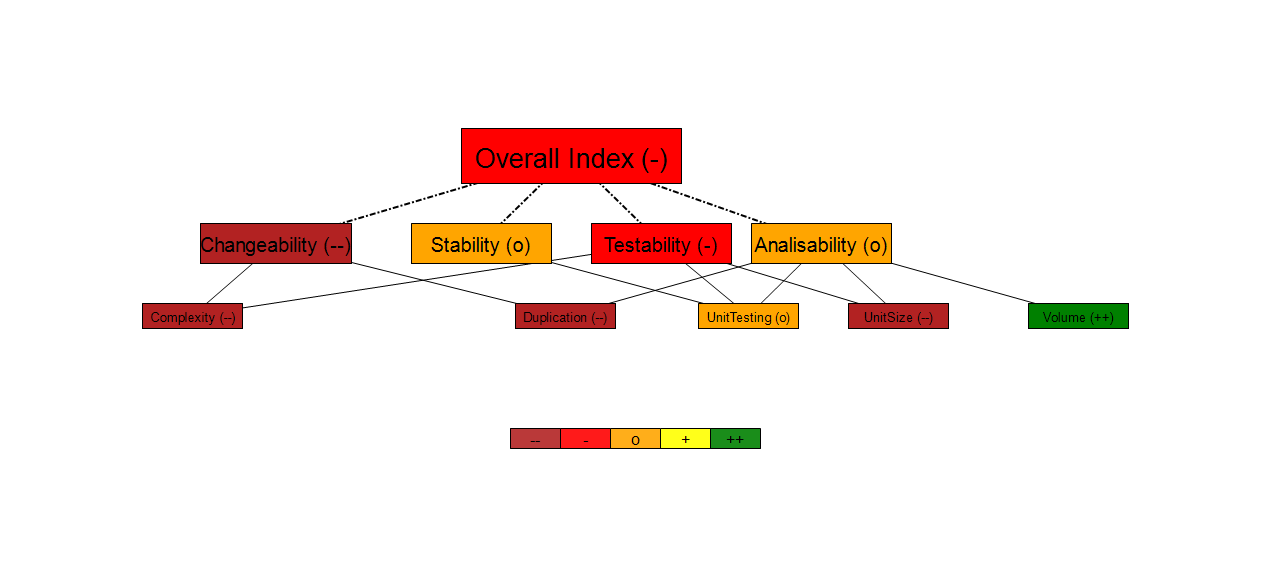 Overall Index (-)
Changeability (--)
Stability (o)
Testability (-)
Analisability (o)
Complexity (--)
Duplication (--)
UnitTesting (o)
UnitSize (--)
Volume (++)
-- - o + ++